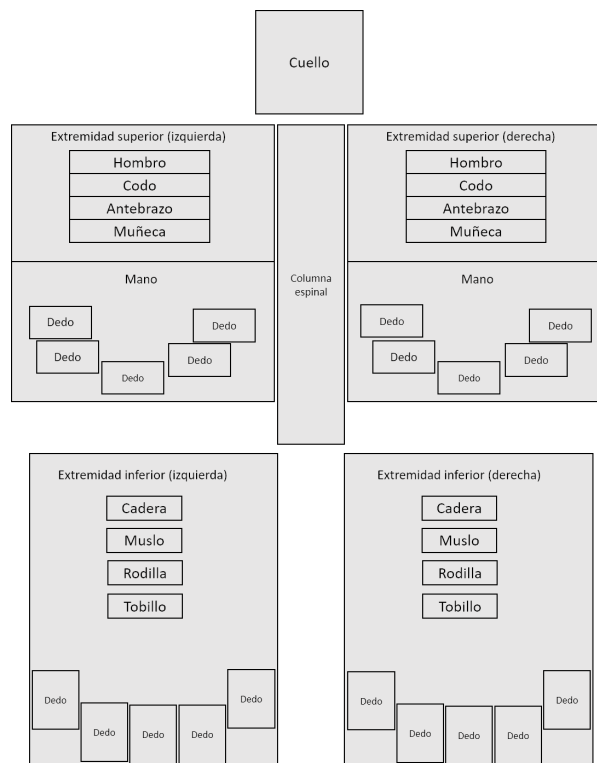 Cuello
Extremidad superior (izquierda)
Hombro
Codo
Antebrazo
Muñeca
Mano
Dedo
Dedo
Dedo
Dedo
Dedo
Columna
espinal
Extremidad superior (derecha)
Hombro
Codo
Antebrazo
Muñeca
Mano
Dedo
Dedo
Dedo
Dedo
Dedo
Extremidad inferior (izquierda)
Cadera
Muslo
Rodilla
Tobillo
Dedo
Dedo
Dedo
Dedo
Dedo
Extremidad inferior (derecha)
Cadera
Muslo
Rodilla
Tobillo
Dedo
Dedo
Dedo
Dedo
Dedo